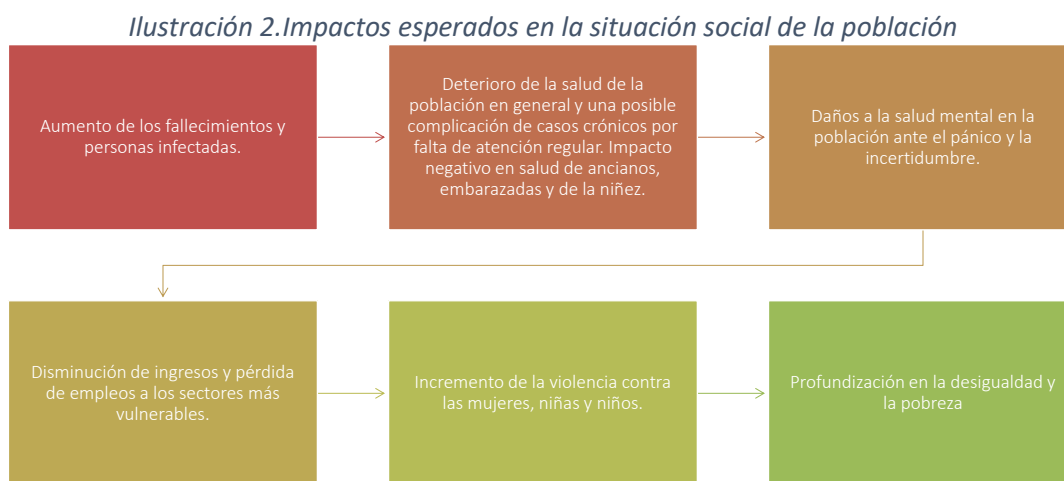 Ilustración 2.Impactos esperados en la situación social de la población
Aumento de los fallecimientos y
personas infectadas.
Deterioro de la salud de la
población en general y una posible
complicación de casos crónicos por
falta de atención regular. Impacto
negativo en salud de ancianos,
embarazadas y de la niñez.
Daños a la salud mental en la
población ante el pánico y la
incertidumbre.
Disminución de ingresos y pérdida
de empleos a los sectores más
vulnerables.
Incremento de la violencia contra
las mujeres, niñas y niños.
Profundización en la desigualdad y
la pobreza